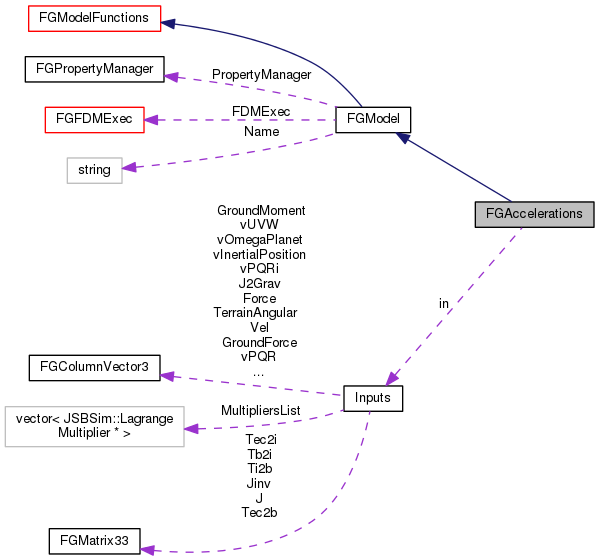 FGModelFunctions
FGPropertyManager
PropertyManager
FGFDMExec
FDMExec
FGModel
Name
string
FGAccelerations
GroundMoment
vUVW
vOmegaPlanet
vInertialPosition
vPQRi
J2Grav
Force
TerrainAngular
Vel
GroundForce
vPQR
...
in
FGColumnVector3
Inputs
MultipliersList
vector< JSBSim::Lagrange
Multiplier * >
Tec2i
Tb2i
Ti2b
Jinv
J
Tec2b
FGMatrix33